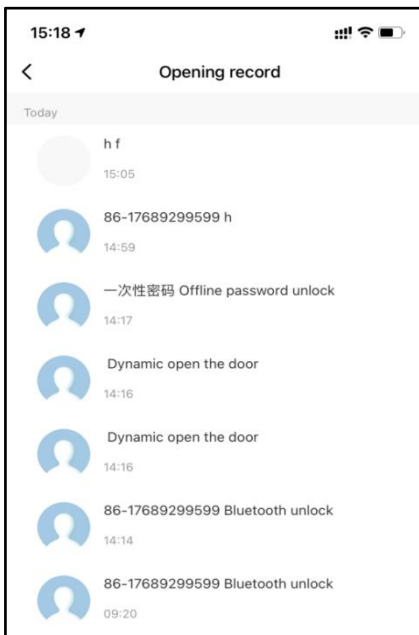 15:18
Opening record
Today
h f
15:05
86-17689299599 h
14:59
一次性密码 Offline password unlock
14:17
Dynamic open the door
14:16
Dynamic open the door
14:16
86-17689299599 Bluetooth unlock
14:14
86-17689299599 Bluetooth unlock
09:20